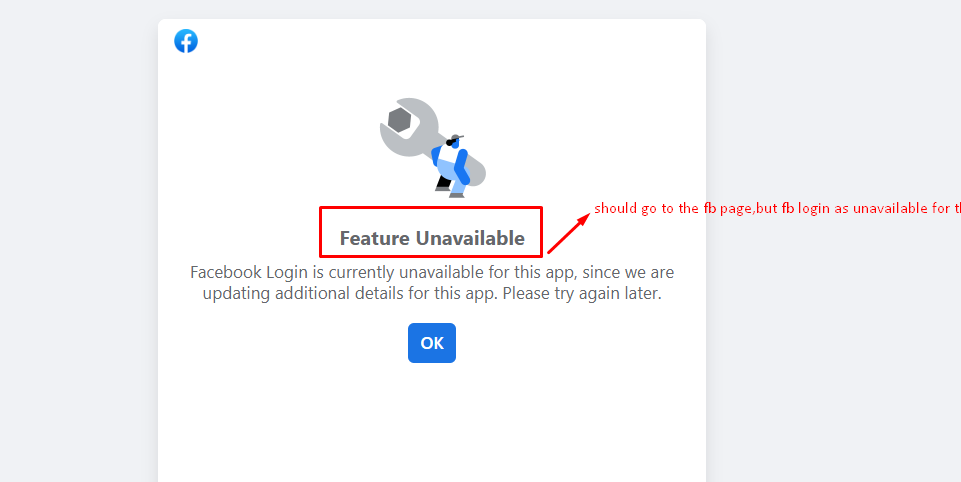 should go to the fb page,but fb login as unavailable for
Feature Unavailable
Facebook Login is currently unavailable for this app, since we are
updating additional details for this app. Please try again later.
OK